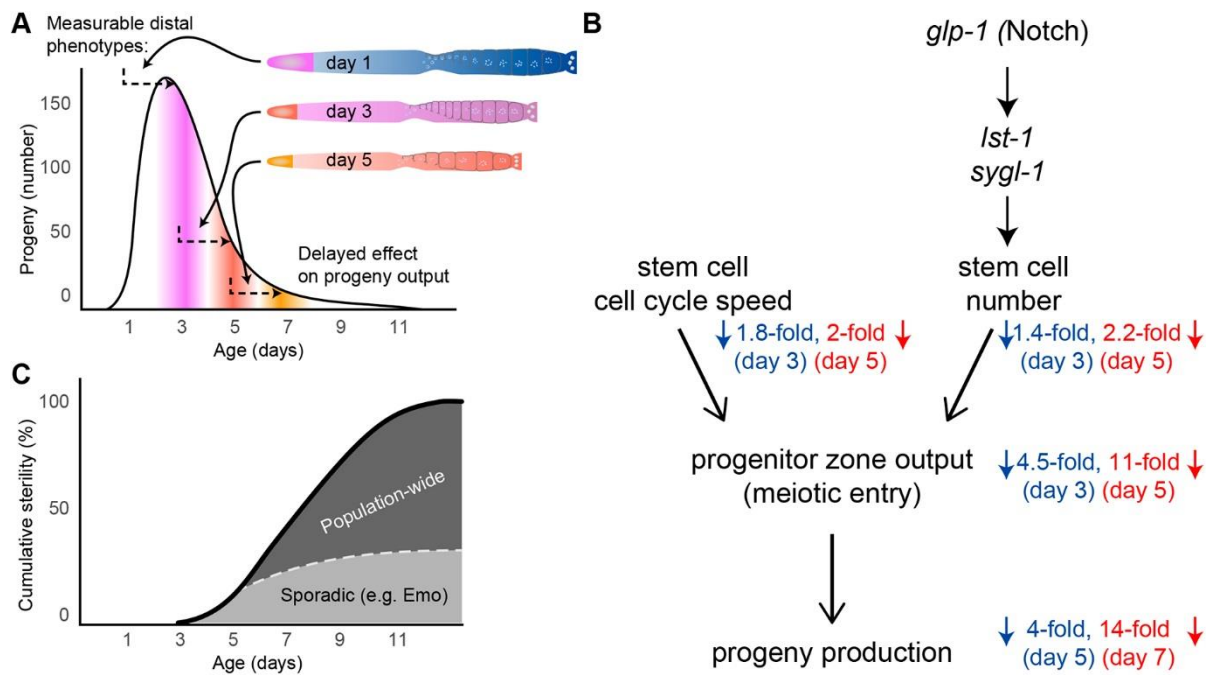 A
Measurable distal
phenotypes:
day 1
day 3
day 5
150
100
50
0
Progeny (number)
Delayed effect
on progeny output
1 3 5 7 9 11
Age (days)
B
glp-1 (Notch)
lst-1
sygl-1
stem cell
cell cycle speed
1.8-fold, 2-fold
(day 3) (day 5)
stem cell
number
1.4-fold, 2.2-fold
(day 3) (day 5)
progenitor zone output
(meiotic entry)
4.5-fold, 11-fold
(day 3) (day 5)
progeny production
4-fold, 14-fold
(day 5) (day 7)
C
100
50
0
Cumulative sterility (%)
Population-wide
Sporadic (e.g. Emo)
1 3 5 7 9 11
Age (days)